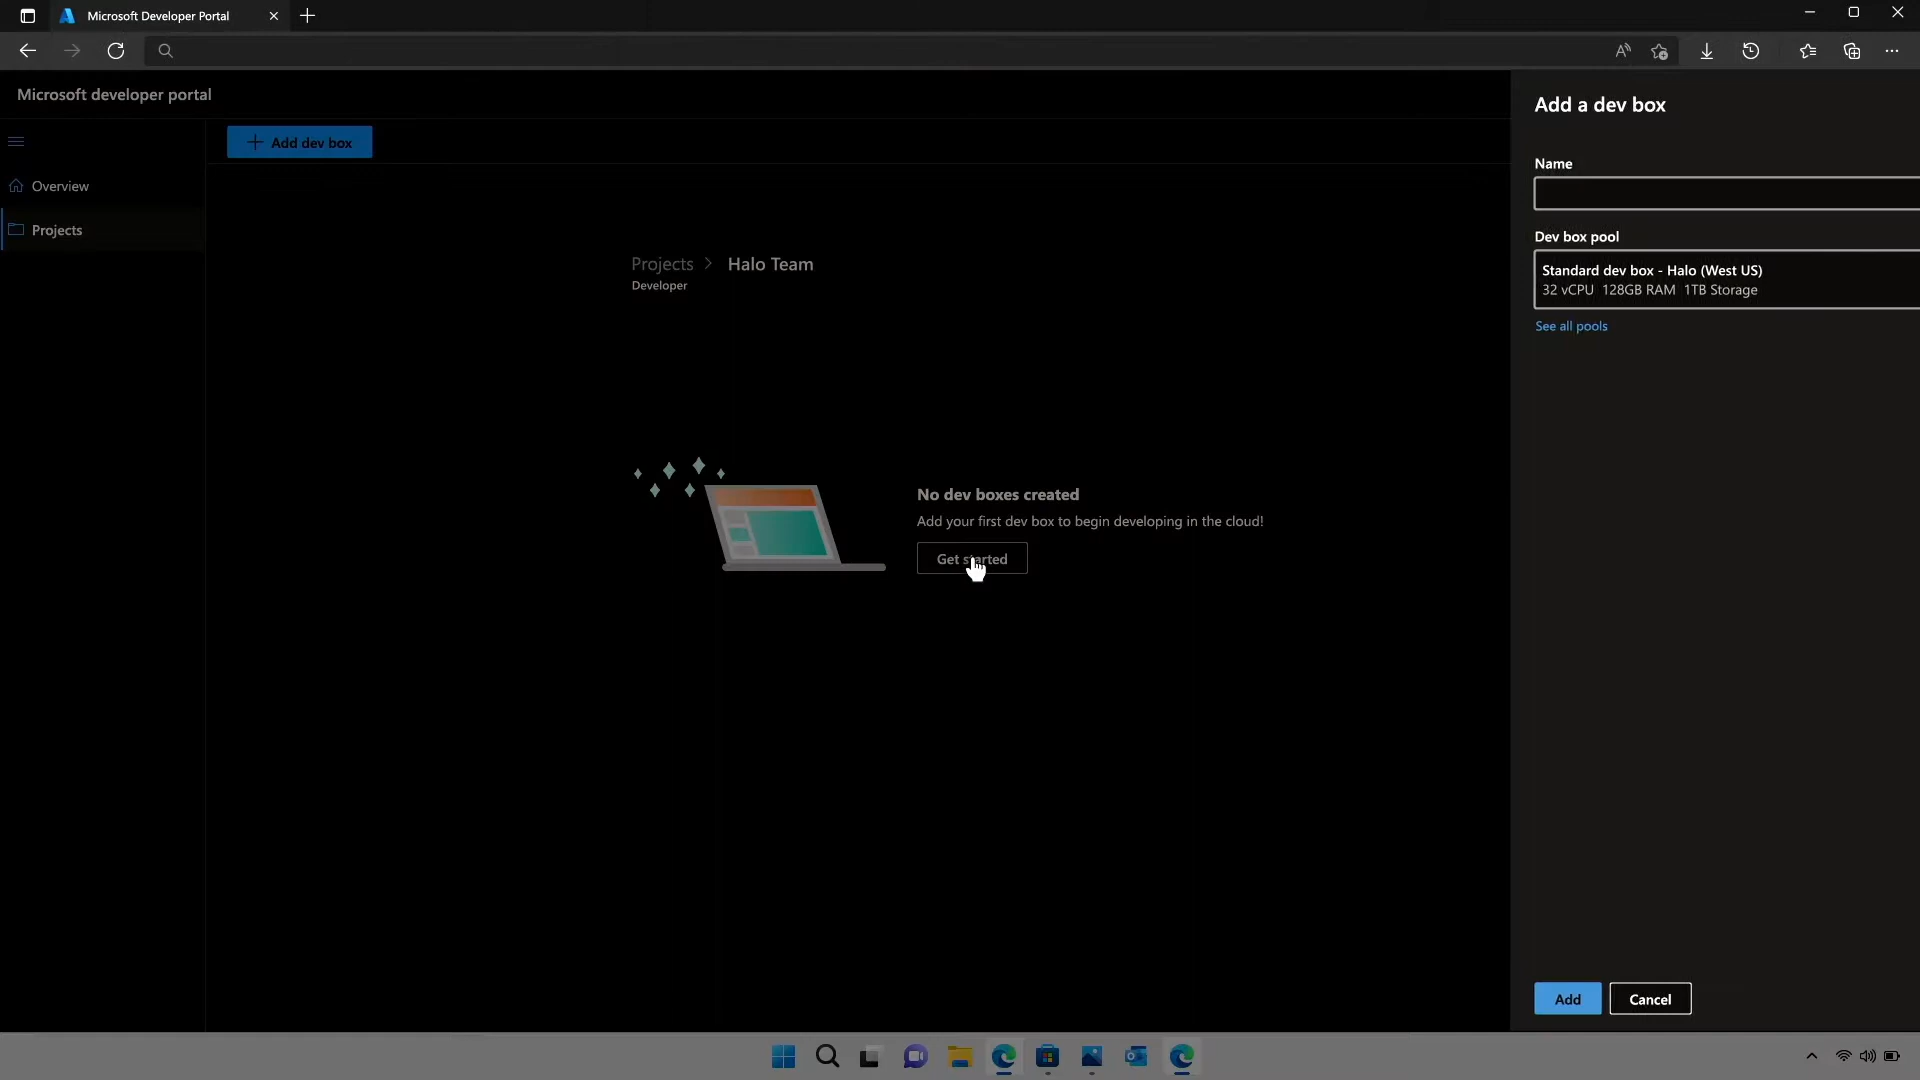 Microsoft Developer Portal
Microsoft developer portal
Add dev box
Overview
Projects
Projects > Halo Team
Developer
No dev boxes created
Add your first dev box to begin developing in the cloud!
Get started
Add a dev box
Name
Dev box pool
Standard dev box - Halo (West US)
32 vCPU 128GB RAM 1TB Storage
See all pools
Add
Cancel